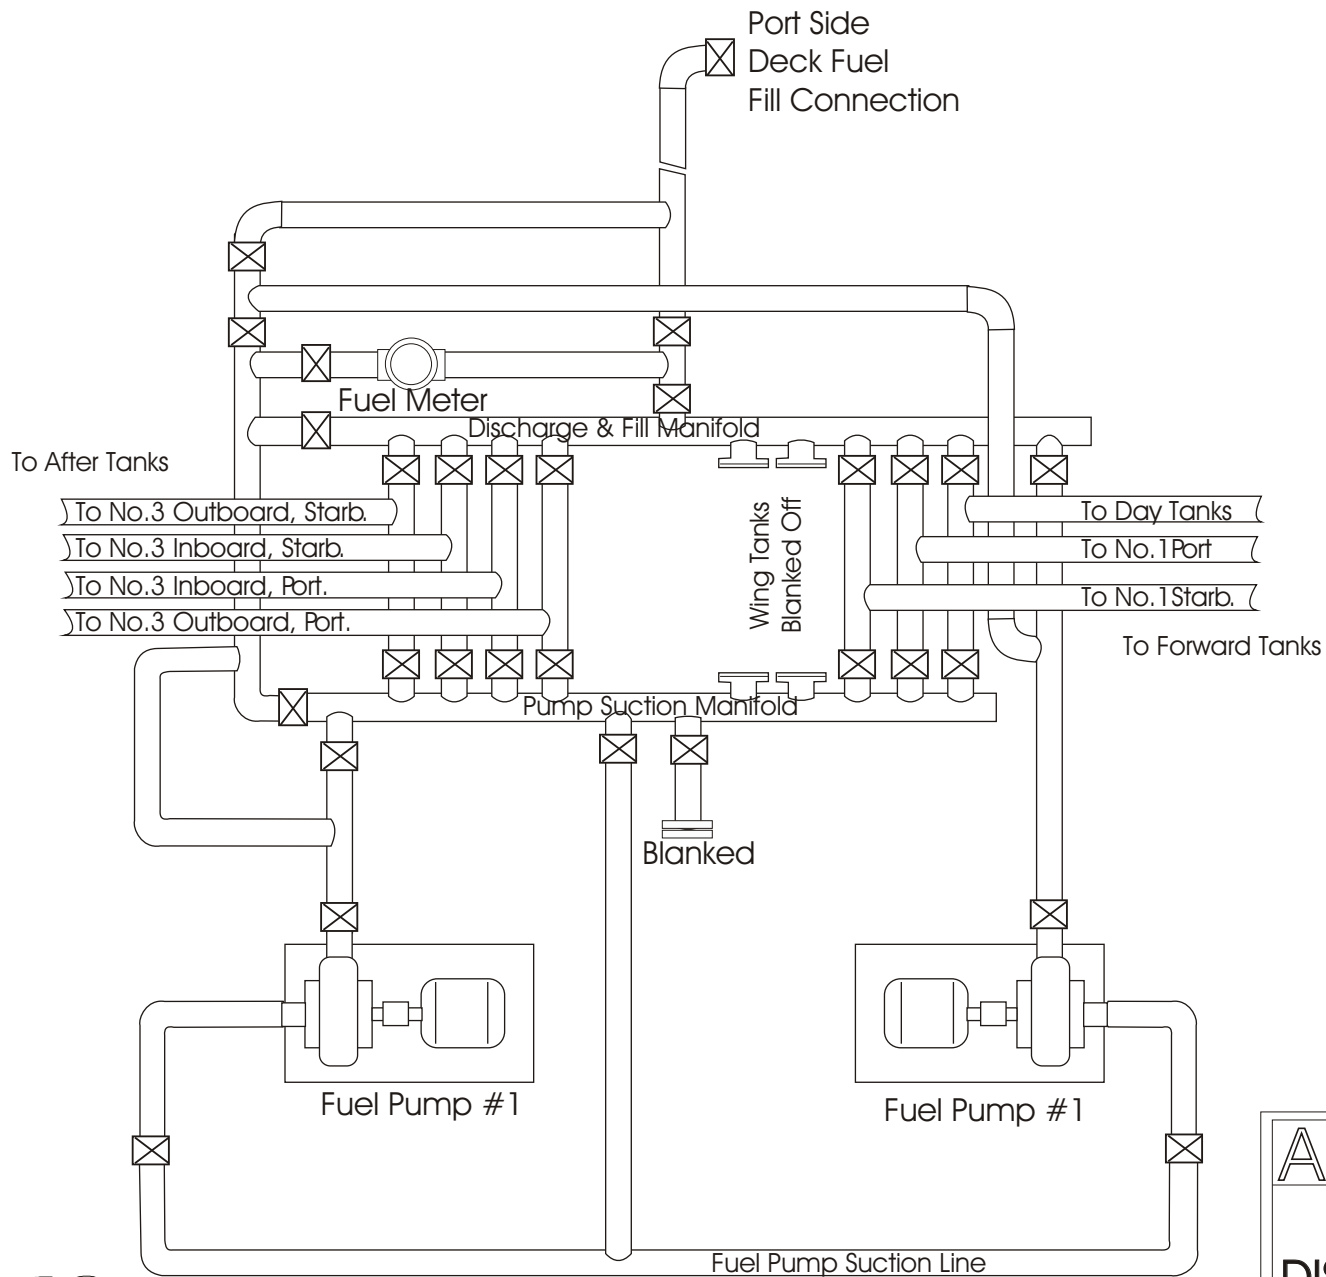 Port Side
Deck Fuel
Fill Connection
Fuel Meter
Discharge & Fill Manifold
To After Tanks
To No.3 Outboard, Starb.
To No.3 Inboard, Starb.
To No.3 Inboard, Port.
To No.3 Outboard, Port.
Wing Tanks
Blanked Off
To Day Tanks
To No.1Port
To No.1Starb.
To Forward Tanks
Pump Suction Manifold
Blanked
Fuel Pump #1
Fuel Pump #1
A
Fuel Pump Suction Line